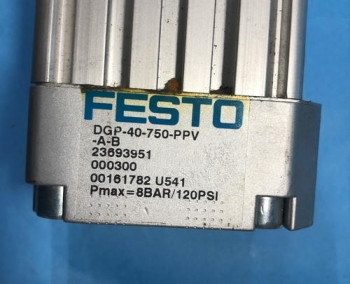 FESTO
DGP-40-750-PPV
-A-B
23693951
000300
00161782 U541
Pmax=8BAR/120PSI